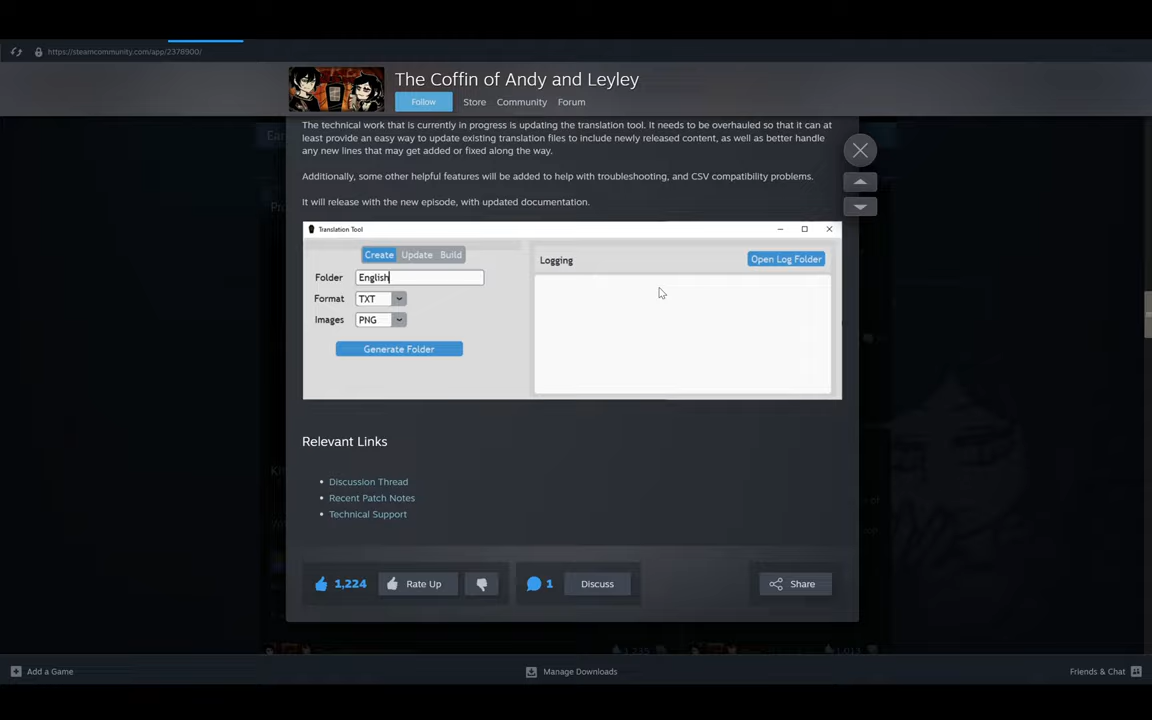 https://steamcommunity.com/app/2378900/
The Coffin of Andy and Leyley
Follow
Store
Community
Forum
The technical work that is currently in progress is updating the translation tool. It needs to be overhauled so that it can at
least provide an easy way to update existing translation files to include newly released content, as well as better handle
any new lines that may get added or fixed along the way.
Additionally, some other helpful features will be added to help with troubleshooting, and CSV compatibility problems.
It will release with the new episode, with updated documentation.
Translation Tool
Create Update Build
Logging
Open Log Folder
Folder English
Format TXT
Images PNG
Generate Folder
Relevant Links
Discussion Thread
Recent Patch Notes
Technical Support
1,224
Rate Up
1
Discuss
Share
Add a Game
Manage Downloads
Friends & Chat